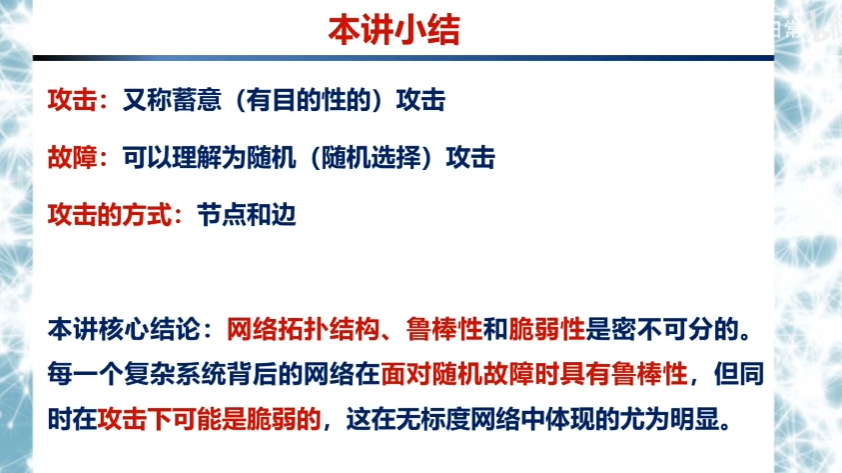 本讲小结
攻击：又称蓄意（有目的性的）攻击
故障：可以理解为随机（随机选择）攻击
攻击的方式：节点和边
本讲核心结论：网络拓扑结构、鲁棒性和脆弱性是密不可分的。
每一个复杂系统背后的网络在面对随机故障时具有鲁棒性，但同
时在攻击下可能是脆弱的，这在无标度网络中体现的尤为明显。